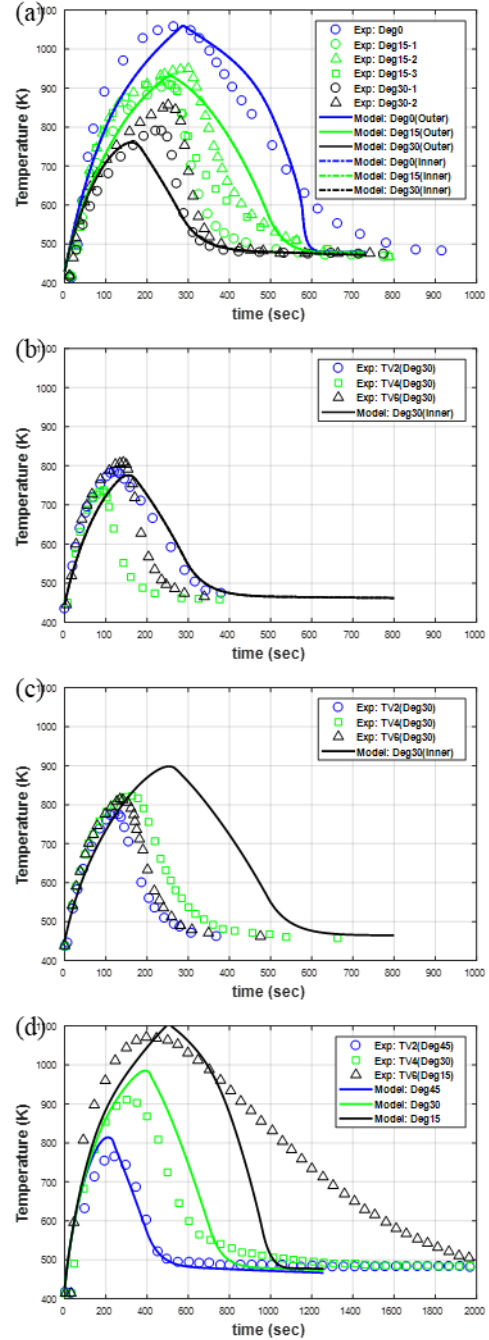 (a)
1100
1000
900
800
700
600
500
400
Temperature (K)
0 100 200 300 400 500 600 700 800 900 1000
time (sec)
Exp: Deg0
Exp: Deg15-1
Exp: Deg15-2
Exp: Deg15-3
Exp: Deg30-1
Exp: Deg30-2
Model: Deg0(Outer)
Model: Deg15(Outer)
Model: Deg30(Outer)
Model: Deg0(Inner)
Model: Deg15(Inner)
Model: Deg30(Inner)
(b)
1100
1000
900
800
700
600
500
400
Temperature (K)
0 100 200 300 400 500 600 700 800 900 1000
time (sec)
Exp: TV2(Deg30)
Exp: TV4(Deg30)
Exp: TV6(Deg30)
Model: Deg30(Inner)
(c)
1100
1000
900
800
700
600
500
400
Temperature (K)
0 100 200 300 400 500 600 700 800 900 1000
time (sec)
Exp: TV2(Deg30)
Exp: TV4(Deg30)
Exp: TV6(Deg30)
Model: Deg30(Inner)
(d)
1100
1000
900
800
700
600
500
400
Temperature (K)
0 200 400 600 800 1000 1200 1400 1600 1800 2000
time (sec)
Exp: TV2(Deg45)
Exp: TV4(Deg30)
Exp: TV6(Deg15)
Model: Deg45
Model: Deg30
Model: Deg15